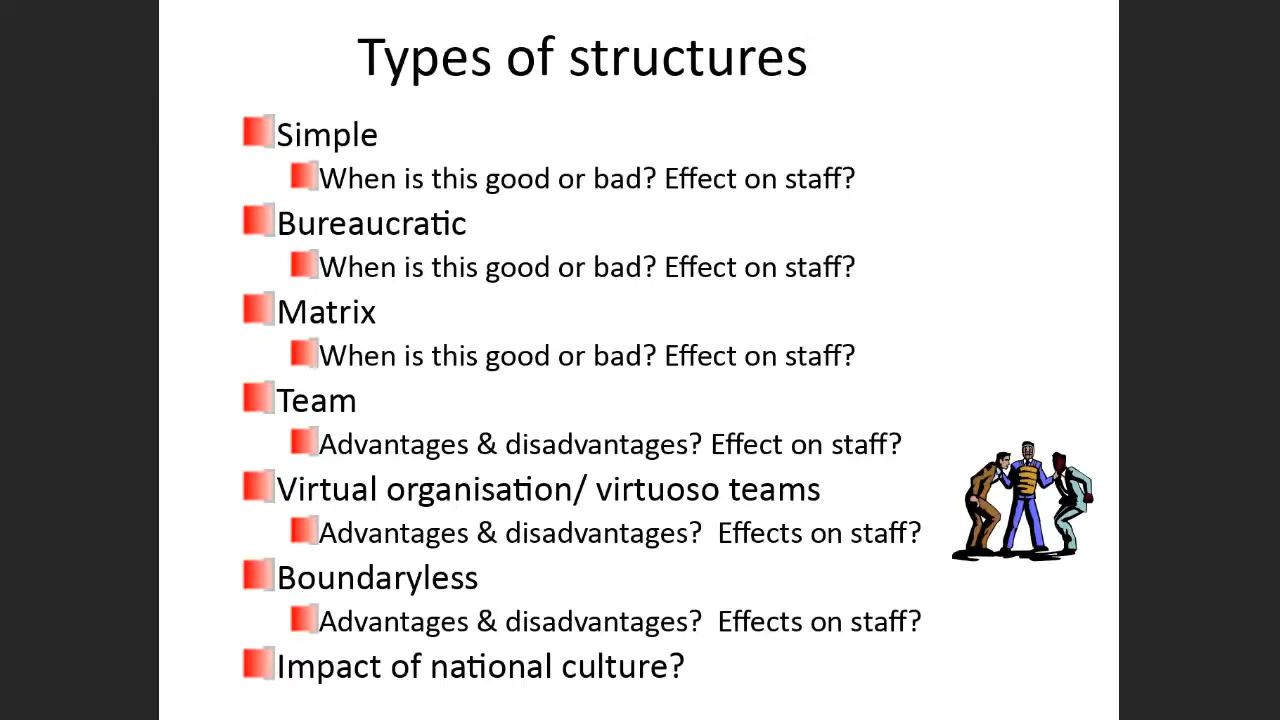 Types of structures
Simple
When is this good or bad? Effect on staff?
Bureaucratic
When is this good or bad? Effect on staff?
Matrix
When is this good or bad? Effect on staff?
Team
Advantages & disadvantages? Effect on staff?
Virtual organisation/ virtuoso teams
Advantages & disadvantages?  Effects on staff?
Boundaryless
Advantages & disadvantages?  Effects on staff?
Impact of national culture?